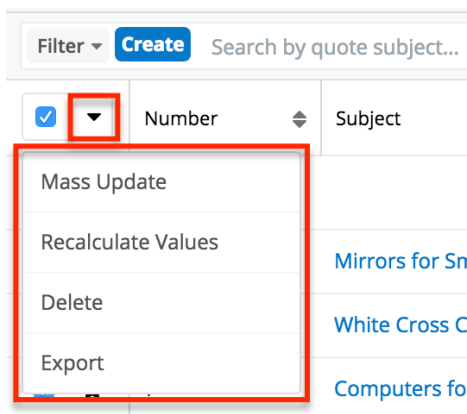 Filter Create Search by quote subject...
Number Subject
Mass Update
Recalculate Values
Mirrors for Sm
Delete
White Cross C
Export
Computers fo